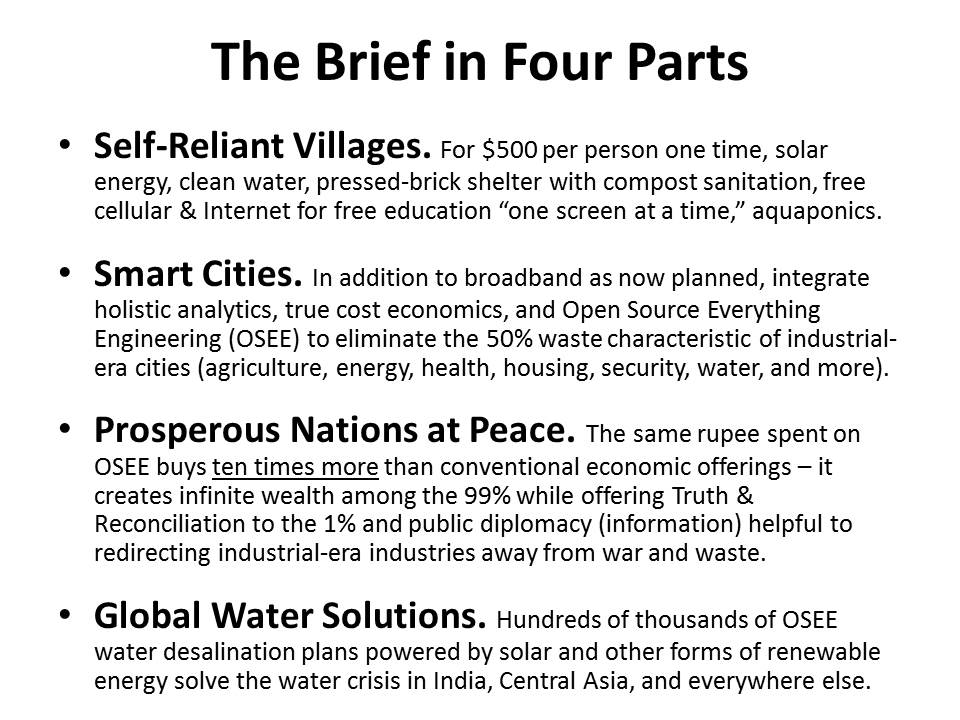 The Brief in Four Parts
• Self-Reliant Villages. For $500 per person one time, solar
energy, clean water, pressed-brick shelter with compost sanitation, free
cellular & Internet for free education “one screen at a time,” aquaponics.
• Smart Cities. In addition to broadband as now planned, integrate
holistic analytics, true cost economics, and Open Source Everything
Engineering (OSEE) to eliminate the 50% waste characteristic of industrial-
era cities (agriculture, energy, health, housing, security, water, and more).
• Prosperous Nations at Peace. The same rupee spent on
OSEE buys ten times more than conventional economic offerings – it
creates infinite wealth among the 99% while offering Truth &
Reconciliation to the 1% and public diplomacy (information) helpful to
redirecting industrial-era industries away from war and waste.
• Global Water Solutions. Hundreds of thousands of OSEE
water desalination plans powered by solar and other forms of renewable
energy solve the water crisis in India, Central Asia, and everywhere else.